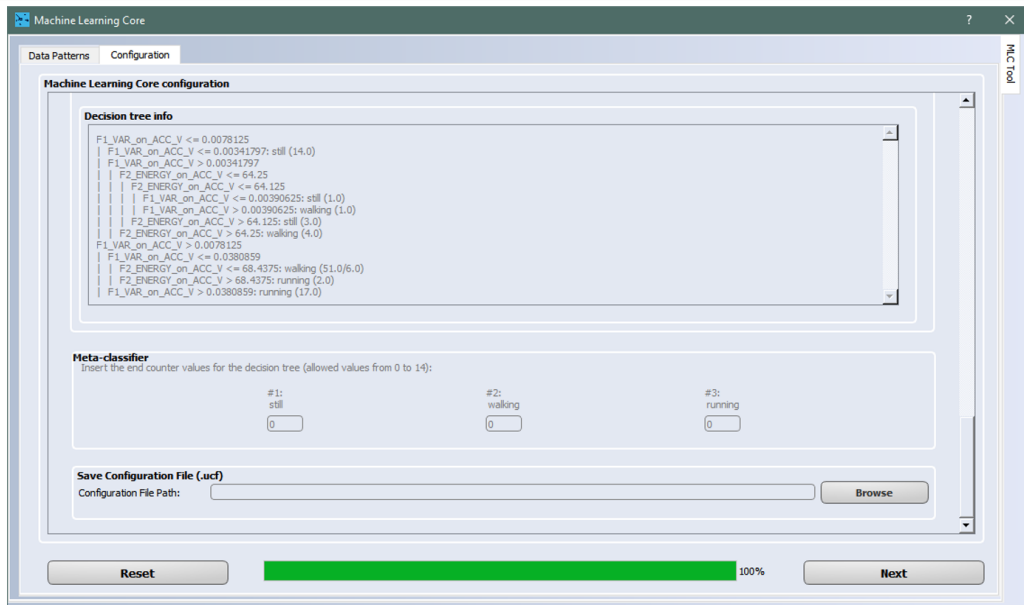 Machine Learning Core
? ×
Data Patterns Configuration
MLC Tool
Machine Learning Core configuration
Decision tree info
F1_VAR_on_ACC_V <= 0.0078125
| F1_VAR_on_ACC_V <= 0.00341797: still (14.0)
| F1_VAR_on_ACC_V > 0.00341797
| | F2_ENERGY_on_ACC_V <= 64.25
| | | F2_ENERGY_on_ACC_V <= 64.125
| | | | F1_VAR_on_ACC_V <= 0.00390625: still (1.0)
| | | | F1_VAR_on_ACC_V > 0.00390625: walking (1.0)
| | | F2_ENERGY_on_ACC_V > 64.125: still (3.0)
| | F2_ENERGY_on_ACC_V > 64.25: walking (4.0)
F1_VAR_on_ACC_V > 0.0078125
| F1_VAR_on_ACC_V <= 0.0380859
| | F2_ENERGY_on_ACC_V <= 68.4375: walking (51.0/6.0)
| | F2_ENERGY_on_ACC_V > 68.4375: running (2.0)
| F1_VAR_on_ACC_V > 0.0380859: running (17.0)
Meta-classifier
Insert the end counter values for the decision tree (allowed values from 0 to 14):
#1: #2: #3:
still walking running
0 0 0
Save Configuration File (.ucf)
Configuration File Path: Browse
Reset 100% Next